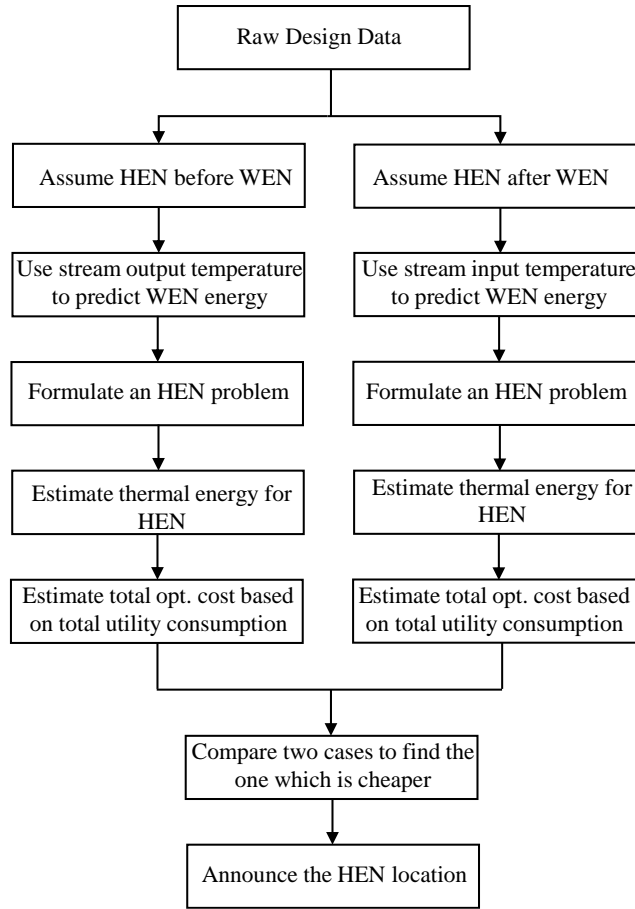 Raw Design Data
Assume HEN before WEN
Assume HEN after WEN
Use stream output temperature
to predict WEN energy
Use stream input temperature
to predict WEN energy
Formulate an HEN problem
Formulate an HEN problem
Estimate thermal energy for
HEN
Estimate thermal energy for
HEN
Estimate total opt. cost based
on total utility consumption
Estimate total opt. cost based
on total utility consumption
Compare two cases to find the
one which is cheaper
Announce the HEN location